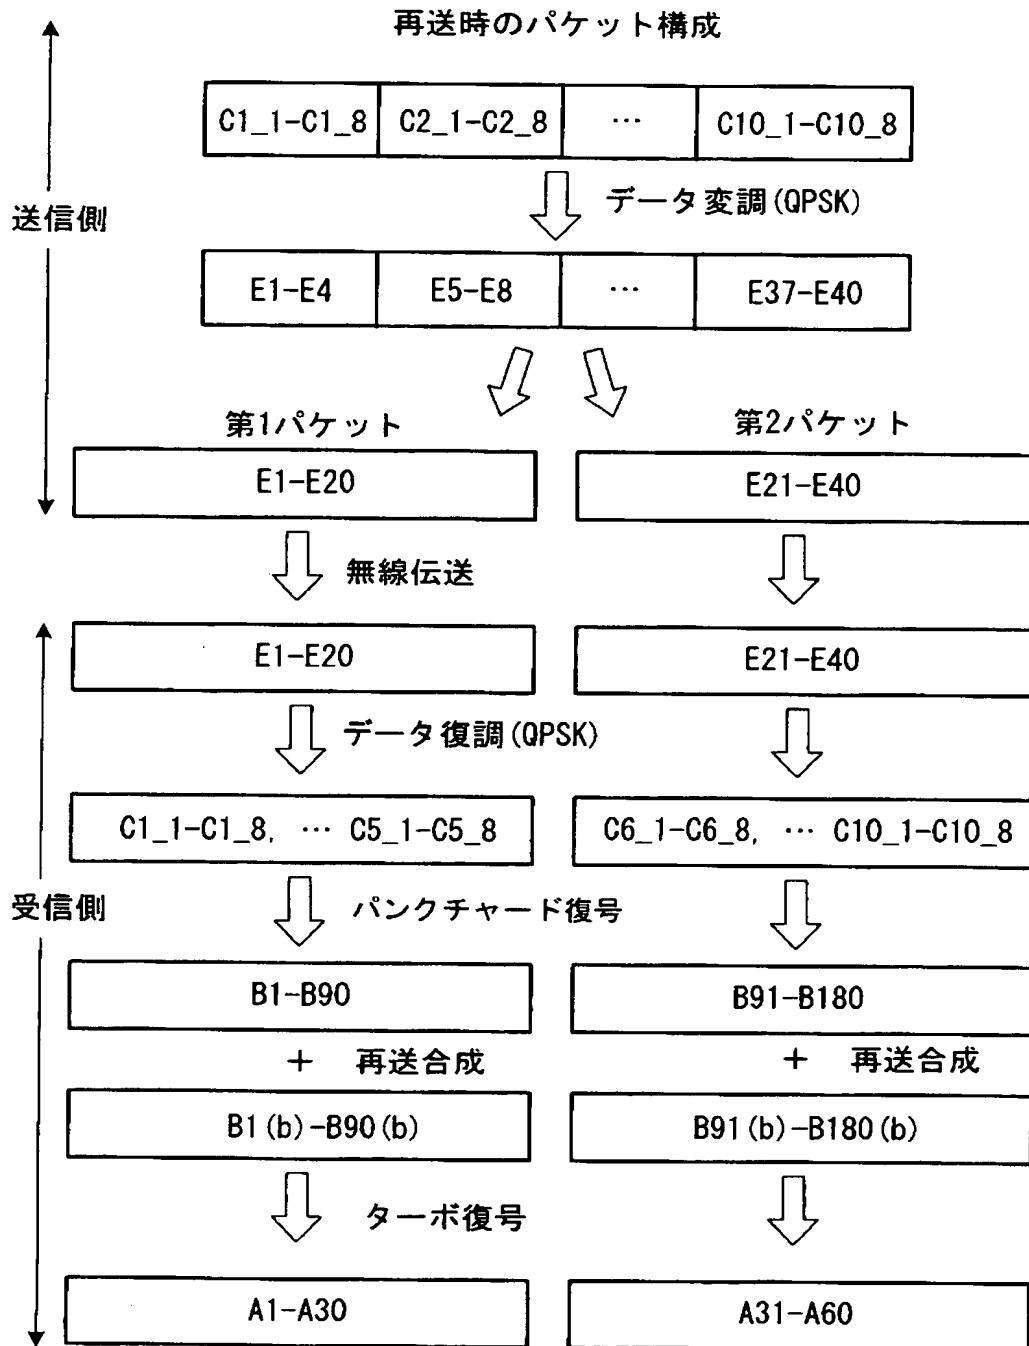 再送時のパケット構成
C1_1-C1_8 C2_1-C2_8 … C10_1-C10_8
データ変調(QPSK)
送信側
E1-E4 E5-E8 … E37-E40
第1パケット 第2パケット
E1-E20 E21-E40
無線伝送
E1-E20 E21-E40
データ復調(QPSK)
C1_1-C1_8, … C5_1-C5_8 C6_1-C6_8, … C10_1-C10_8
受信側 パンクチャード復号
B1-B90 B91-B180
+ 再送合成 + 再送合成
B1(b)-B90(b) B91(b)-B180(b)
ターボ復号
A1-A30 A31-A60